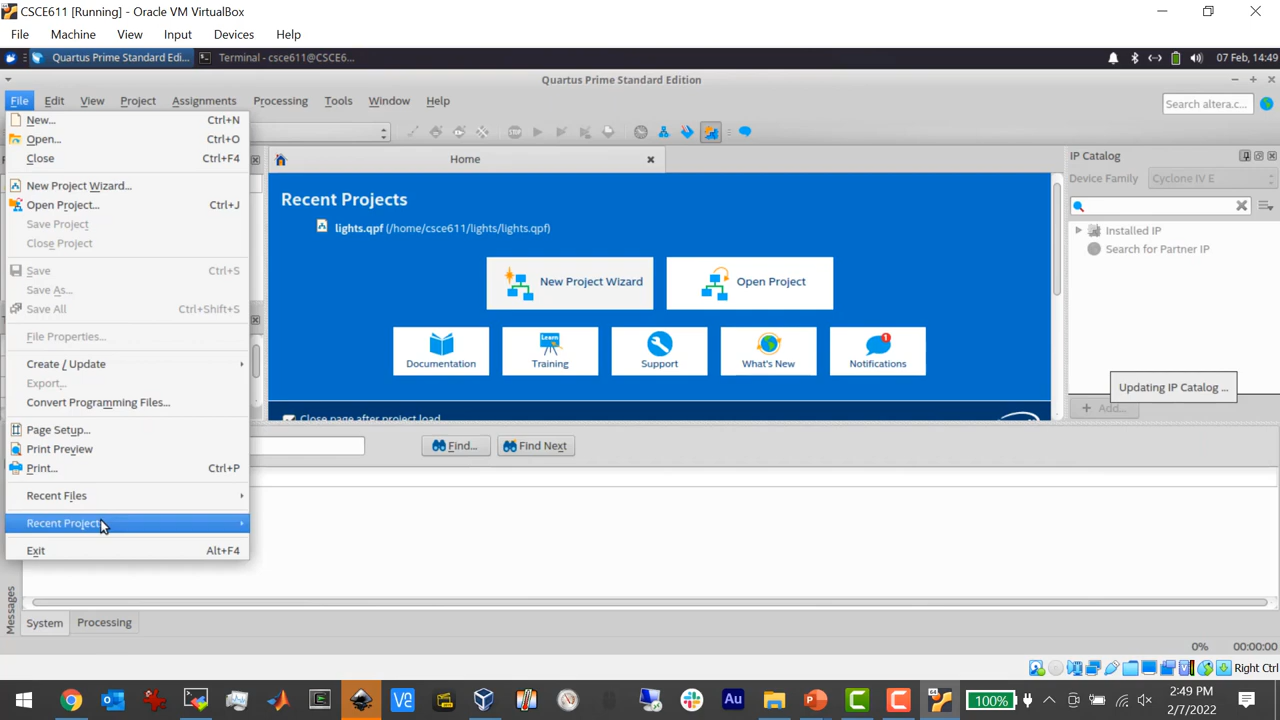 CSCE611 [Running] - Oracle VM VirtualBox
File Machine View Input Devices Help
Quartus Prime Standard Edi... Terminal - csce611@CSCE6... 07 Feb, 14:49
Quartus Prime Standard Edition
File Edit View Project Assignments Processing Tools Window Help
Search altera.c...
New... Ctrl+N
Open... Ctrl+O
Close Ctrl+F4
New Project Wizard...
Open Project... Ctrl+J
Save Project
Close Project
Save Ctrl+S
Save As...
Save All Ctrl+Shift+S
File Properties...
Create / Update
Export...
Convert Programming Files...
Page Setup...
Print Preview
Print... Ctrl+P
Recent Files
Recent Project
Exit Alt+F4
Home
Recent Projects
lights.qpf (/home/csce611/lights/lights.qpf)
New Project Wizard Open Project
Documentation Learn Training Support What's New 1 Notifications
Close page after project load
IP Catalog
Device Family Cyclone IV E
Installed IP
Search for Partner IP
Updating IP Catalog ...
Add...
Find... Find Next
Messages
System Processing
0% 00:00:00
Right Ctrl
Au 100% 2:49 PM
2/7/2022